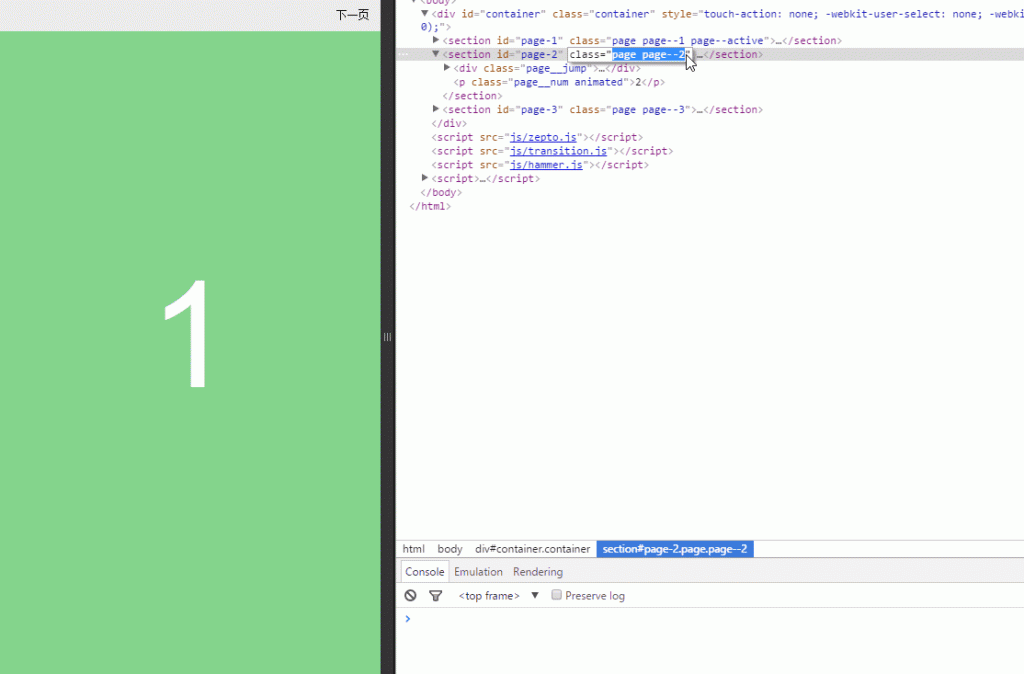 下一页
1
<body>
▼<div id="container" class="container" style="touch-action: none; -webkit-user-select: none; -webki
0);">
▶<section id="page-1" class="page page--1 page--active">…</section>
▼<section id="page-2" class="page page--2" …</section>
▶<div class="page__jump">…</div>
<p class="page__num animated">2</p>
</section>
▶<section id="page-3" class="page page--3">…</section>
</div>
<script src="js/zepto.js"></script>
<script src="js/transition.js"></script>
<script src="js/hammer.js"></script>
▶<script>…</script>
</body>
</html>
html body div#container.container section#page-2.page.page--2
Console Emulation Rendering
<top frame> ▼ Preserve log